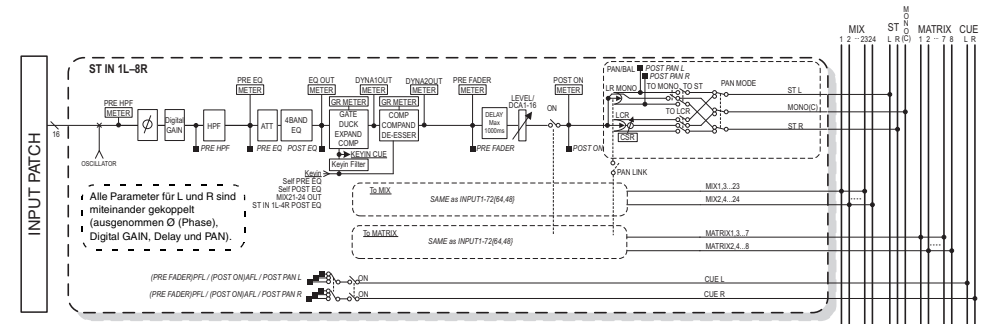 MIX
ST
MONO(C)
MATRIX
CUE
1 2 ··· 2324
L R
1 2 ··· 7 8
L R
ST IN 1L–8R
INPUT PATCH
16
OSCILLATOR
PRE HPF
METER
Ø
Digital
GAIN
HPF
PRE HPF
PRE EQ
METER
ATT
4BAND
EQ
PRE EQ
POST EQ
EQ OUT
METER
DYNA1OUT
METER
GR METER
GATE
DUCK
EXPAND
COMP
KEYIN CUE
Keyin Filter
DYNA2OUT
METER
GR METER
COMP
COMPAND
DE-ESSER
Keyin
Self PRE EQ
Self POST EQ
MIX21-24 OUT
ST IN 1L-4R POST EQ
PRE FADER
METER
PRE FADER
DELAY
Max
1000ms
LEVEL/
DCA1-16
ON
POST ON
METER
POST ON
PAN/BAL
POST PAN L
POST PAN R
LR MONO
TO MONO
TO ST
PAN MODE
LCR
TO LCR
CSR
PAN LINK
ST L
MONO(C)
ST R
Alle Parameter für L und R sind
miteinander gekoppelt
(ausgenommen Ø (Phase),
Digital GAIN, Delay und PAN).
To MIX
SAME as INPUT1-72(64,48)
MIX1,3...23
MIX2,4...24
To MATRIX
SAME as INPUT1-72(64,48)
MATRIX1,3...7
MATRIX2,4...8
(PRE FADER)PFL / (POST ON)AFL / POST PAN L
ON
CUE L
(PRE FADER)PFL / (POST ON)AFL / POST PAN R
ON
CUE R